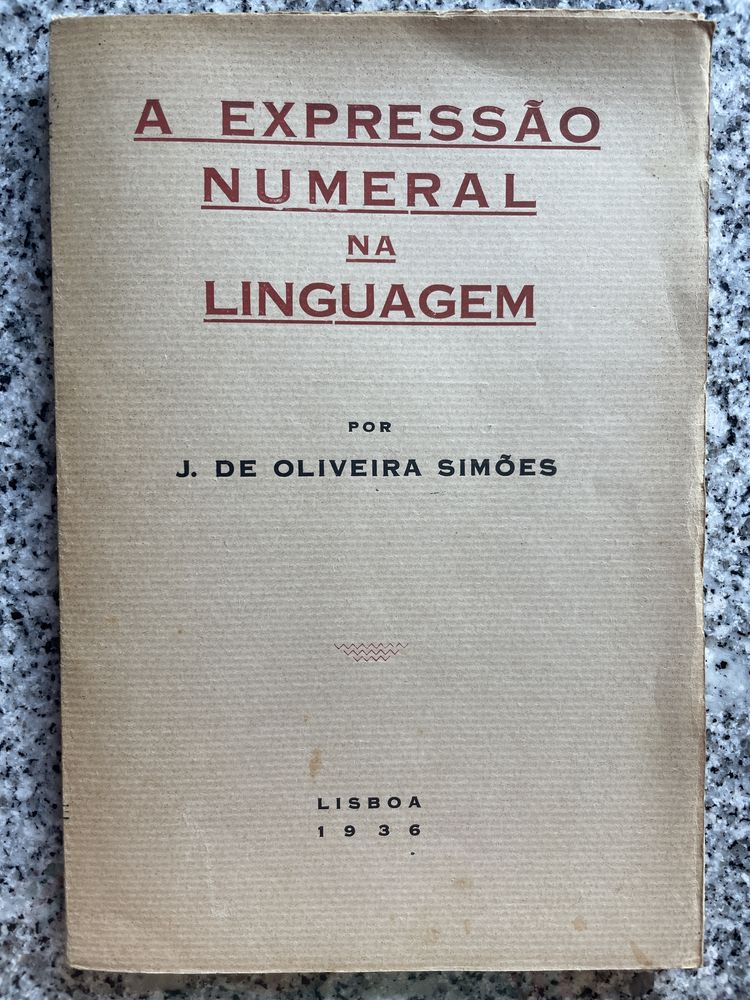 A EXPRESSÃO
NUMERAL
NA
LINGUAGEM
POR
J. DE OLIVEIRA SIMÕES
LISBOA
1936